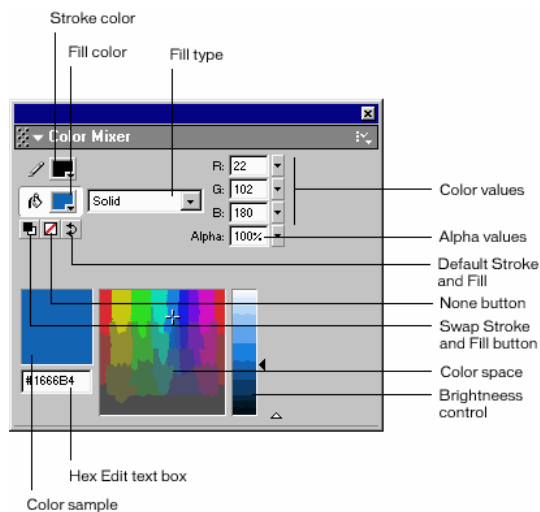 Stroke color
Fill color
Fill type
Color Mixer
R: 22
G: 102
Solid
B: 180
Alpha: 100%
Color values
Alpha values
Default Stroke
and Fill
None button
Swap Stroke
and Fill button
#1666B4
Color space
Brightneess
control
Hex Edit text box
Color sample